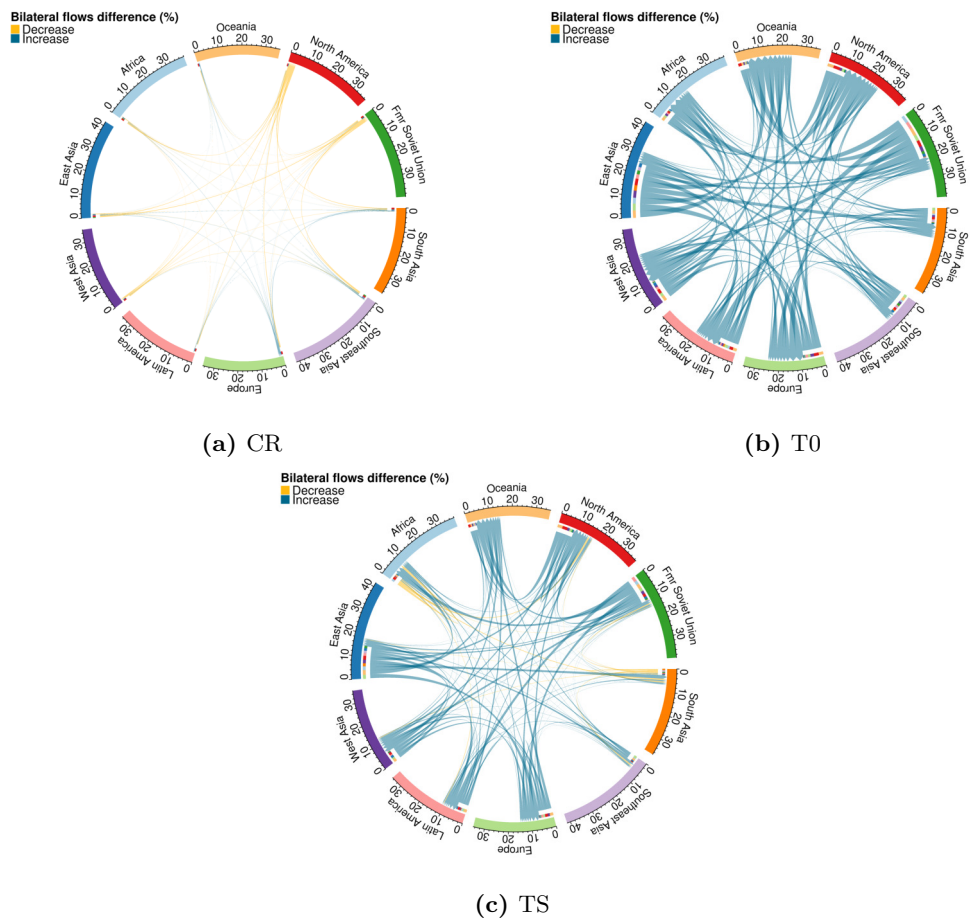 Bilateral flows difference (%)
Decrease
Increase
Oceania
0 10 20 30
North America
0 10 20 30
Fmr Soviet Union
0 10 20 30
South Asia
0 10 20 30
Southeast Asia
0 10 20 30 40
Europe
0 10 20 30
Latin America
0 10 20 30
West Asia
0 10 20 30
East Asia
0 10 20 30 40
Africa
0 10 20 30
(a) CR
Bilateral flows difference (%)
Decrease
Increase
Oceania
0 10 20 30
North America
0 10 20 30
Fmr Soviet Union
0 10 20 30
South Asia
0 10 20 30
Southeast Asia
0 10 20 30 40
Europe
0 10 20 30
Latin America
0 10 20 30
West Asia
0 10 20 30
East Asia
0 10 20 30 40
Africa
0 10 20 30
(b) T0
Bilateral flows difference (%)
Decrease
Increase
Oceania
0 10 20 30
North America
0 10 20 30
Fmr Soviet Union
0 10 20 30
South Asia
0 10 20 30
Southeast Asia
0 10 20 30 40
Europe
0 10 20 30
Latin America
0 10 20 30
West Asia
0 10 20 30
East Asia
0 10 20 30 40
Africa
0 10 20 30
(c) TS